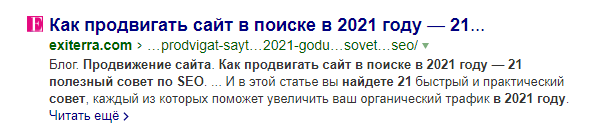 E Как продвигать сайт в поиске в 2021 году — 21...
exiterra.com › ...prodvigat-sayt...2021-godu...sovet...seo/
Блог. Продвижение сайта. Как продвигать сайт в поиске в 2021 году — 21
полезный совет по SEO. ... И в этой статье вы найдете 21 быстрый и практический
совет, каждый из которых поможет увеличить ваш органический трафик в 2021 году.
Читать ещё ›